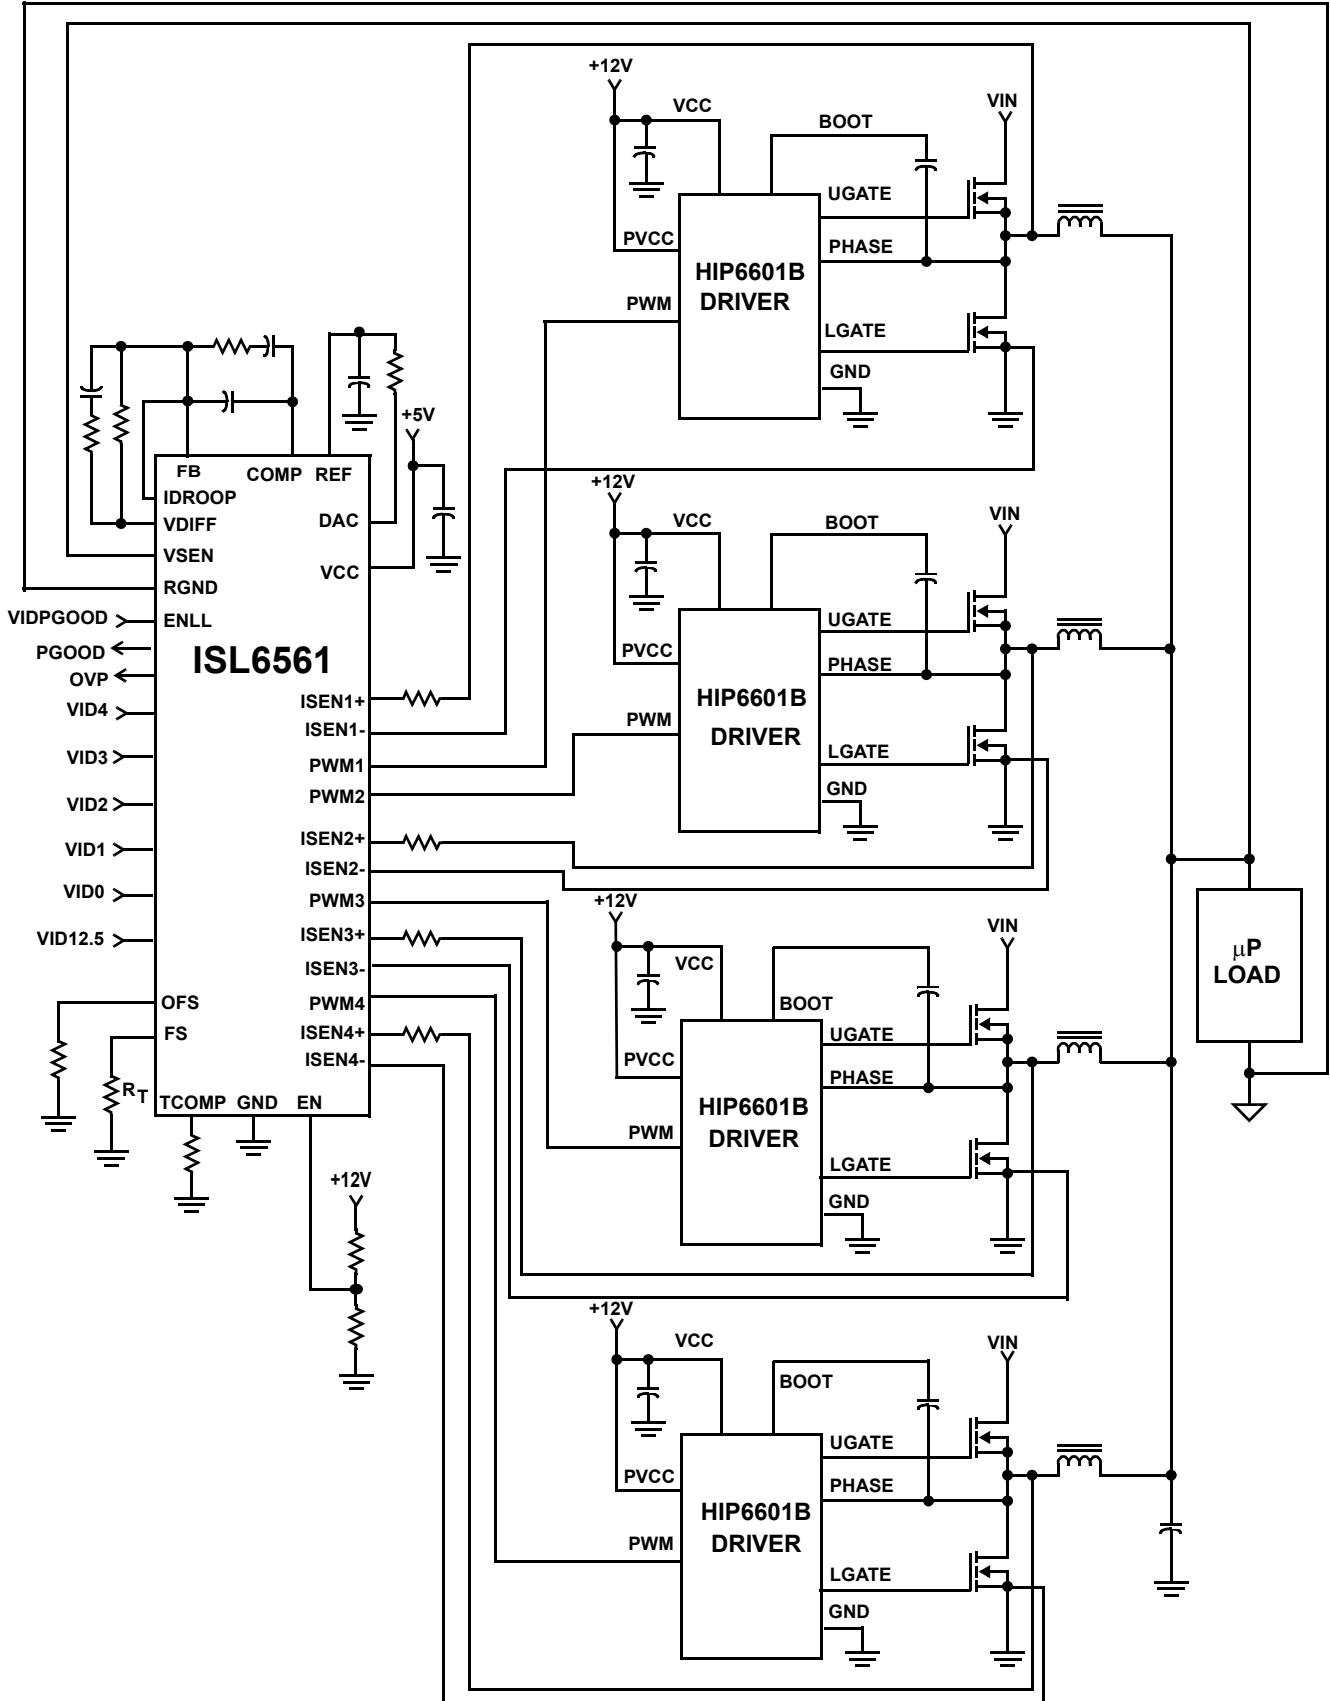 +12V
VCC
BOOT
VIN
UGATE
PVCC
PHASE
HIP6601B
DRIVER
PWM
LGATE
GND
+5V
FB
COMP
REF
IDROOP
VDIFF
DAC
VSEN
VCC
RGND
VIDPGOOD
ENLL
PGOOD
ISL6561
OVP
VID4
ISEN1+
ISEN1-
VID3
PWM1
VID2
PWM2
VID1
ISEN2+
ISEN2-
VID0
PWM3
VID12.5
ISEN3+
ISEN3-
OFS
PWM4
FS
ISEN4+
ISEN4-
RT
TCOMP
GND
EN
+12V
+12V
VCC
BOOT
VIN
UGATE
PVCC
PHASE
HIP6601B
DRIVER
PWM
LGATE
GND
+12V
VCC
BOOT
VIN
UGATE
PVCC
PHASE
HIP6601B
DRIVER
PWM
LGATE
GND
μP
LOAD
+12V
VCC
BOOT
VIN
UGATE
PVCC
PHASE
HIP6601B
DRIVER
PWM
LGATE
GND